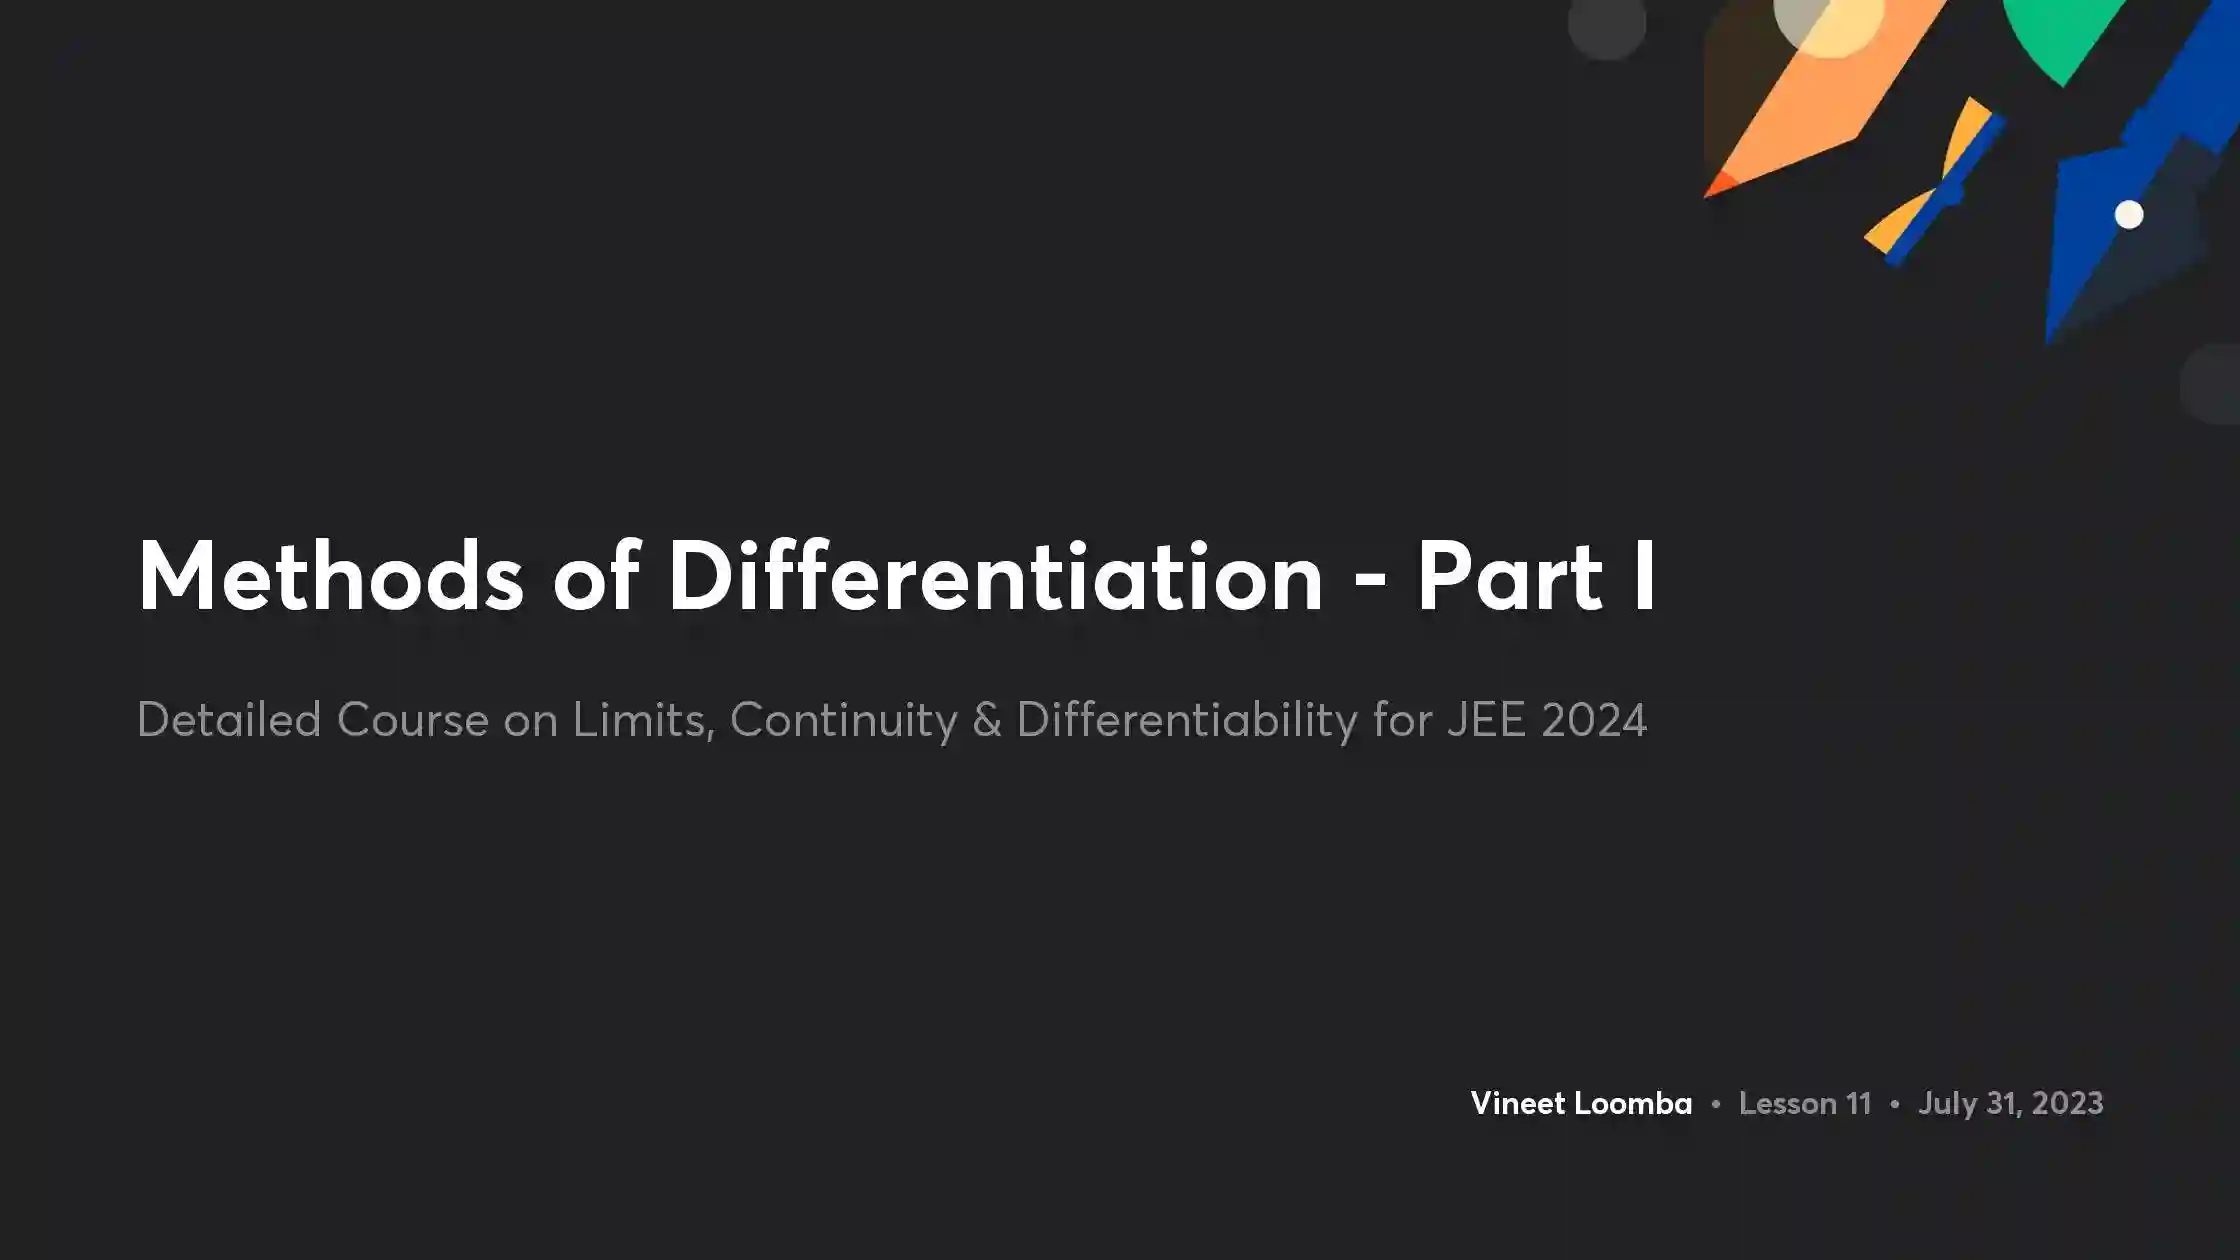 Methods of Differentiation - Part I
Detailed Course on Limits, Continuity & Differentiability for JEE 2024
Vineet Loomba • Lesson 11 • July 31, 2023